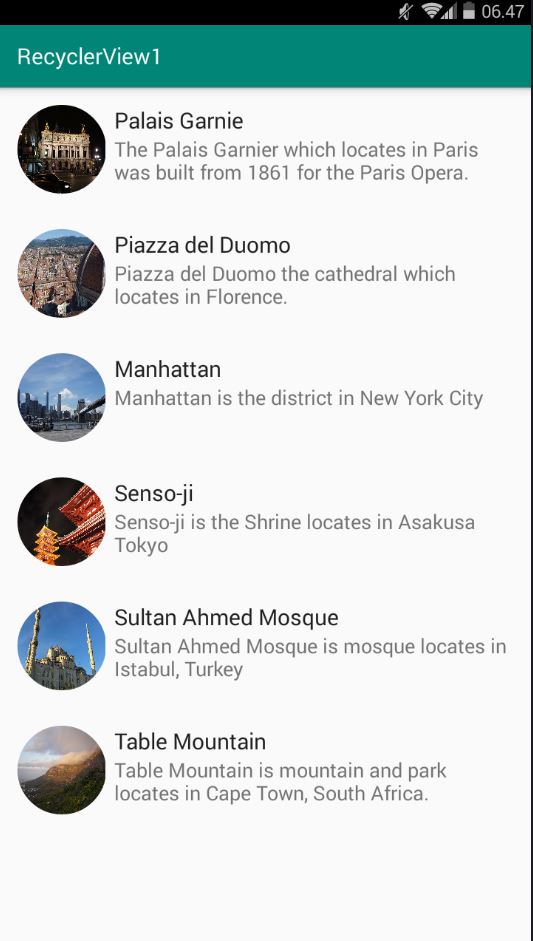 06.47
RecyclerView1
Palais Garnie
The Palais Garnier which locates in Paris
was built from 1861 for the Paris Opera.
Piazza del Duomo
Piazza del Duomo the cathedral which
locates in Florence.
Manhattan
Manhattan is the district in New York City
Senso-ji
Senso-ji is the Shrine locates in Asakusa
Tokyo
Sultan Ahmed Mosque
Sultan Ahmed Mosque is mosque locates in
Istabul, Turkey
Table Mountain
Table Mountain is mountain and park
locates in Cape Town, South Africa.